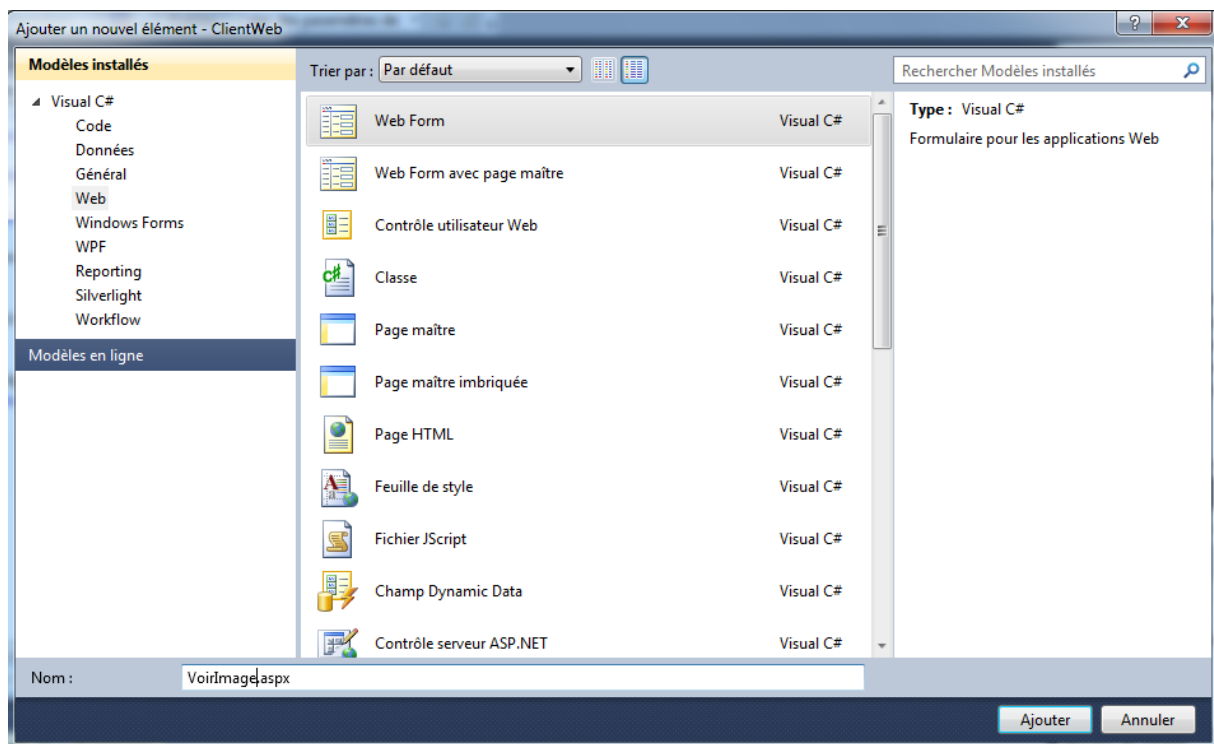 Ajouter un nouvel élément - ClientWeb
Modèles installés
Visual C#
Code
Données
Général
Web
Windows Forms
WPF
Reporting
Silverlight
Workflow
Modèles en ligne
Trier par : Par défaut
Web Form Visual C#
Web Form avec page maître Visual C#
Contrôle utilisateur Web Visual C#
Classe Visual C#
Page maître Visual C#
Page maître imbriquée Visual C#
Page HTML Visual C#
Feuille de style Visual C#
Fichier JScript Visual C#
Champ Dynamic Data Visual C#
Contrôle serveur ASP.NET Visual C#
Rechercher Modèles installés
Type : Visual C#
Formulaire pour les applications Web
Nom : VoirImage.aspx
Ajouter Annuler